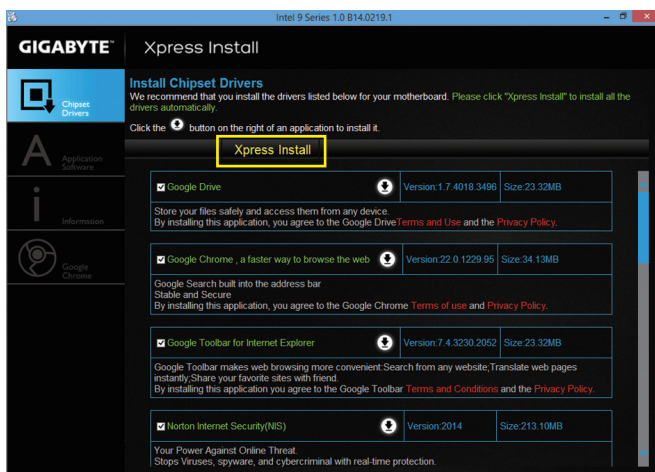 Intel 9 Series 1.0 B14.0219.1
GIGABYTE™
Xpress Install
Chipset
Drivers
Application
Software
Information
Google
Chrome
Install Chipset Drivers
We recommend that you install the drivers listed below for your motherboard. Please click "Xpress Install" to install all the
drivers automatically.
Click the button on the right of an application to install it.
Xpress Install
Google Drive Version:1.7.4018.3496 Size:23.32MB
Store your files safely and access them from any device.
By installing this application, you agree to the Google DriveTerms and Use and the Privacy Policy.
Google Chrome , a faster way to browse the web Version:22.0.1229.95 Size:34.13MB
Google Search built into the address bar
Stable and Secure
By installing this application, you agree to the Google Chrome Terms of use and Privacy Policy.
Google Toolbar for Internet Explorer Version:7.4.3230.2052 Size:23.32MB
Google Toolbar makes web browsing more convenient:Search from any website;Translate web pages
instantly;Share your favorite sites with friend.
By installing this application you agree to the Google Toolbar Terms and Conditions and the Privacy Policy.
Norton Internet Security(NIS) Version:2014 Size:213.10MB
Your Power Against Online Threat.
Stops Viruses, spyware, and cybercriminal with real-time protection.